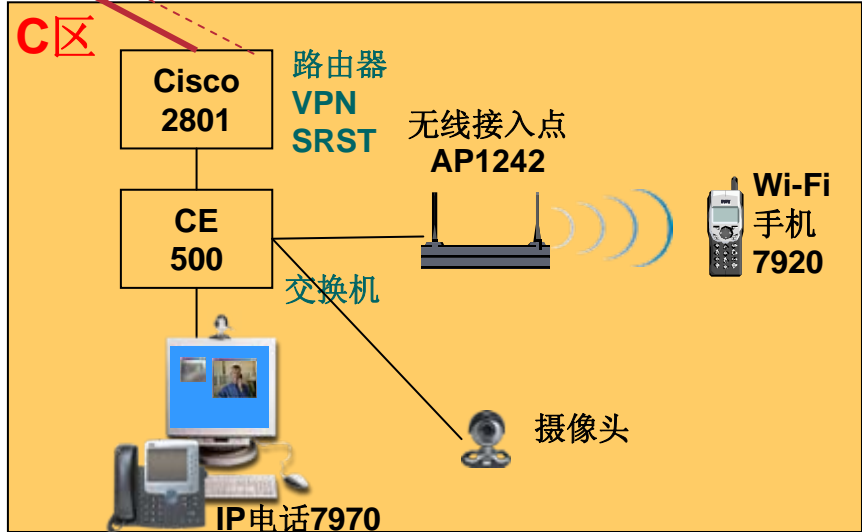 C区
Cisco
2801
路由器
VPN
SRST
无线接入点
AP1242
Wi-Fi
手机
7920
CE
500
交换机
摄像头
IP电话7970